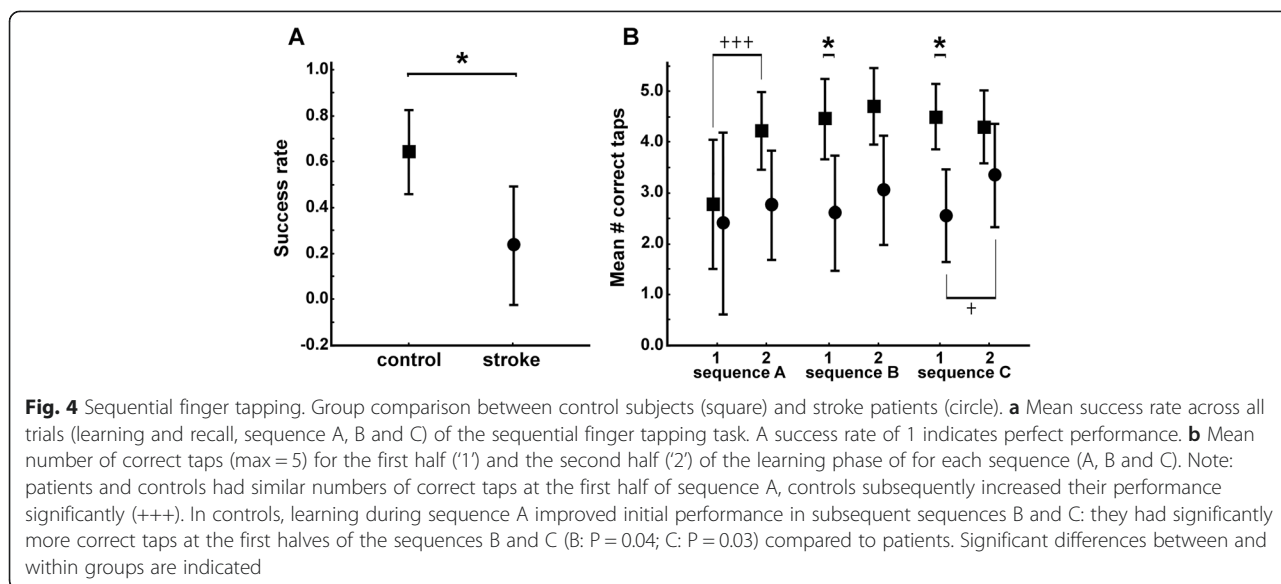 A
*
Success rate
1.0
0.8
0.6
0.4
0.2
0.0
-0.2
control stroke
B
+++ * *
Mean # correct taps
5.0
4.0
3.0
2.0
1.0
0.0
+
1 2 1 2 1 2
sequence A sequence B sequence C
Fig. 4 Sequential finger tapping. Group comparison between control subjects (square) and stroke patients (circle). a Mean success rate across all
trials (learning and recall, sequence A, B and C) of the sequential finger tapping task. A success rate of 1 indicates perfect performance. b Mean
number of correct taps (max = 5) for the first half ('1') and the second half ('2') of the learning phase of for each sequence (A, B and C). Note:
patients and controls had similar numbers of correct taps at the first half of sequence A, controls subsequently increased their performance
significantly (+++). In controls, learning during sequence A improved initial performance in subsequent sequences B and C: they had significantly
more correct taps at the first halves of the sequences B and C (B: P = 0.04; C: P = 0.03) compared to patients. Significant differences between and
within groups are indicated